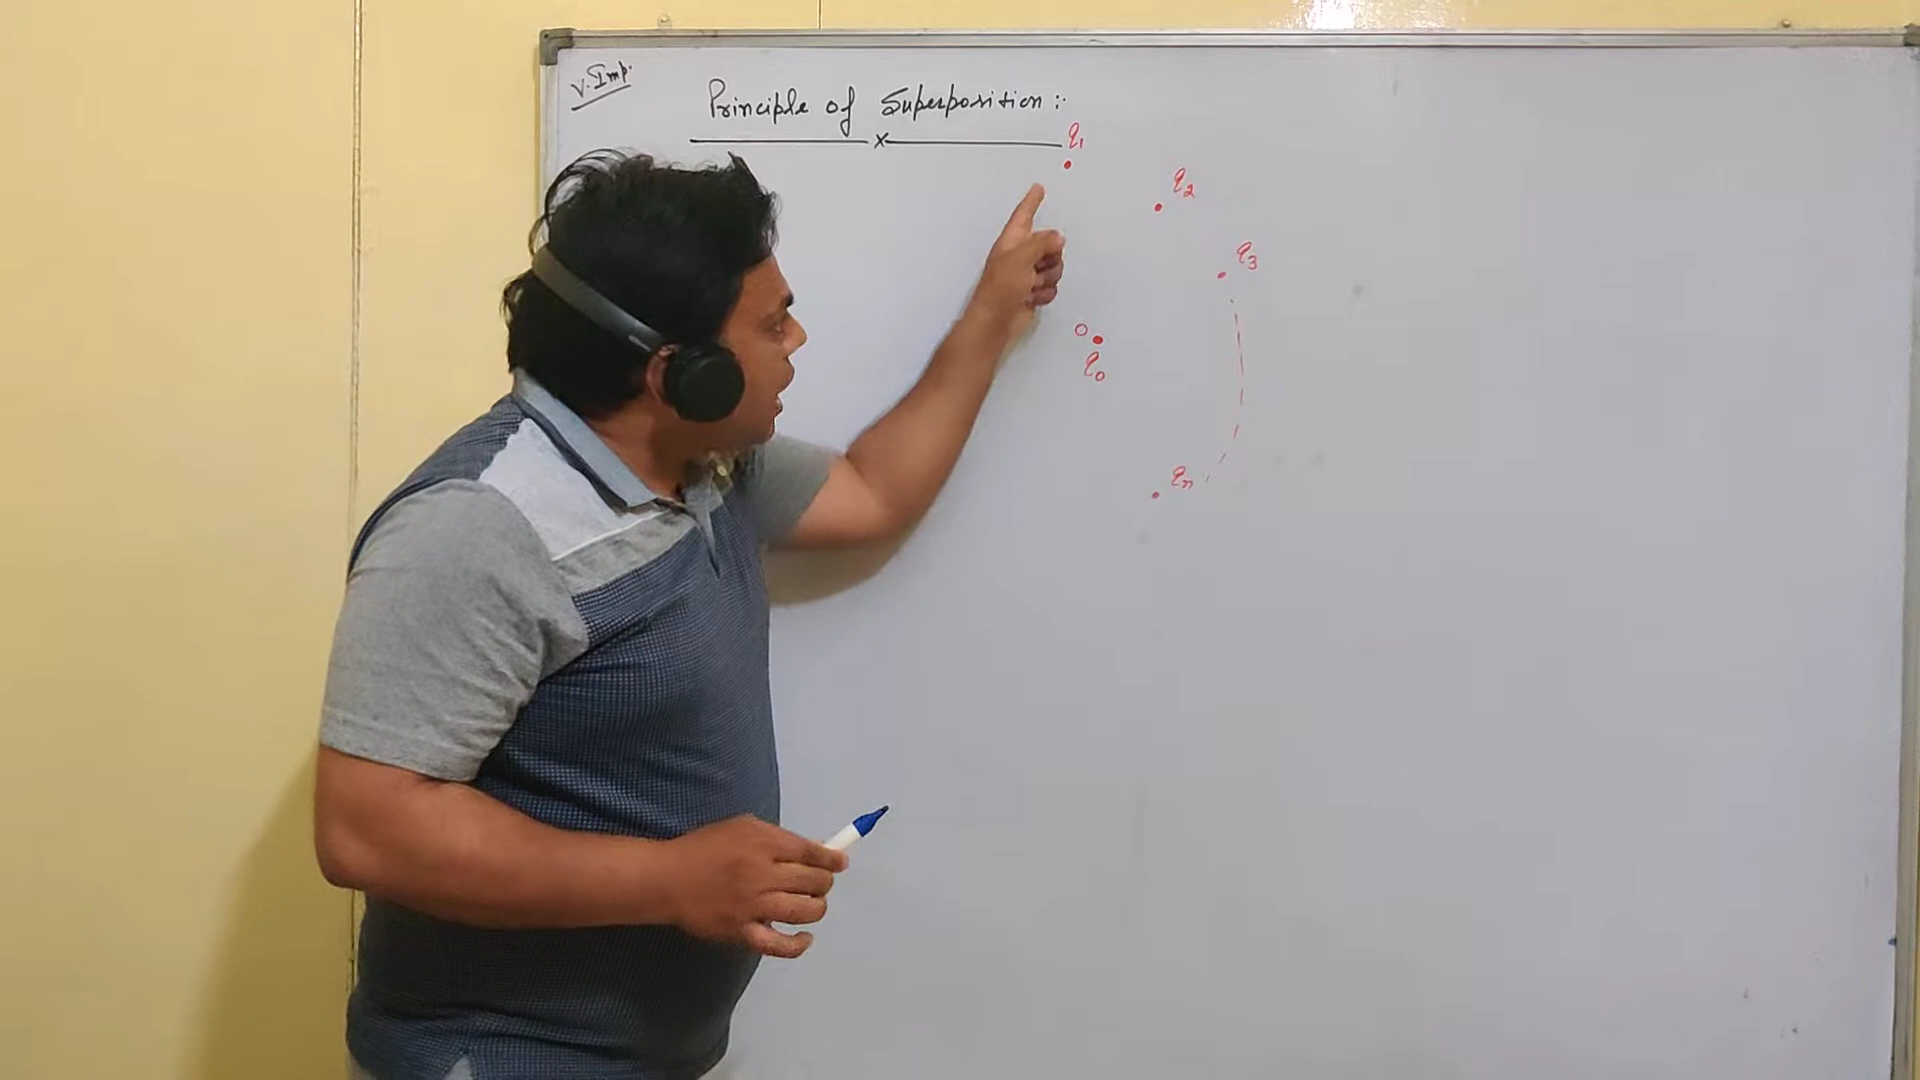 V. Imp.
Principle of Superposition :-
x
q₁
q₂
q₃
O
q₀
qₙ